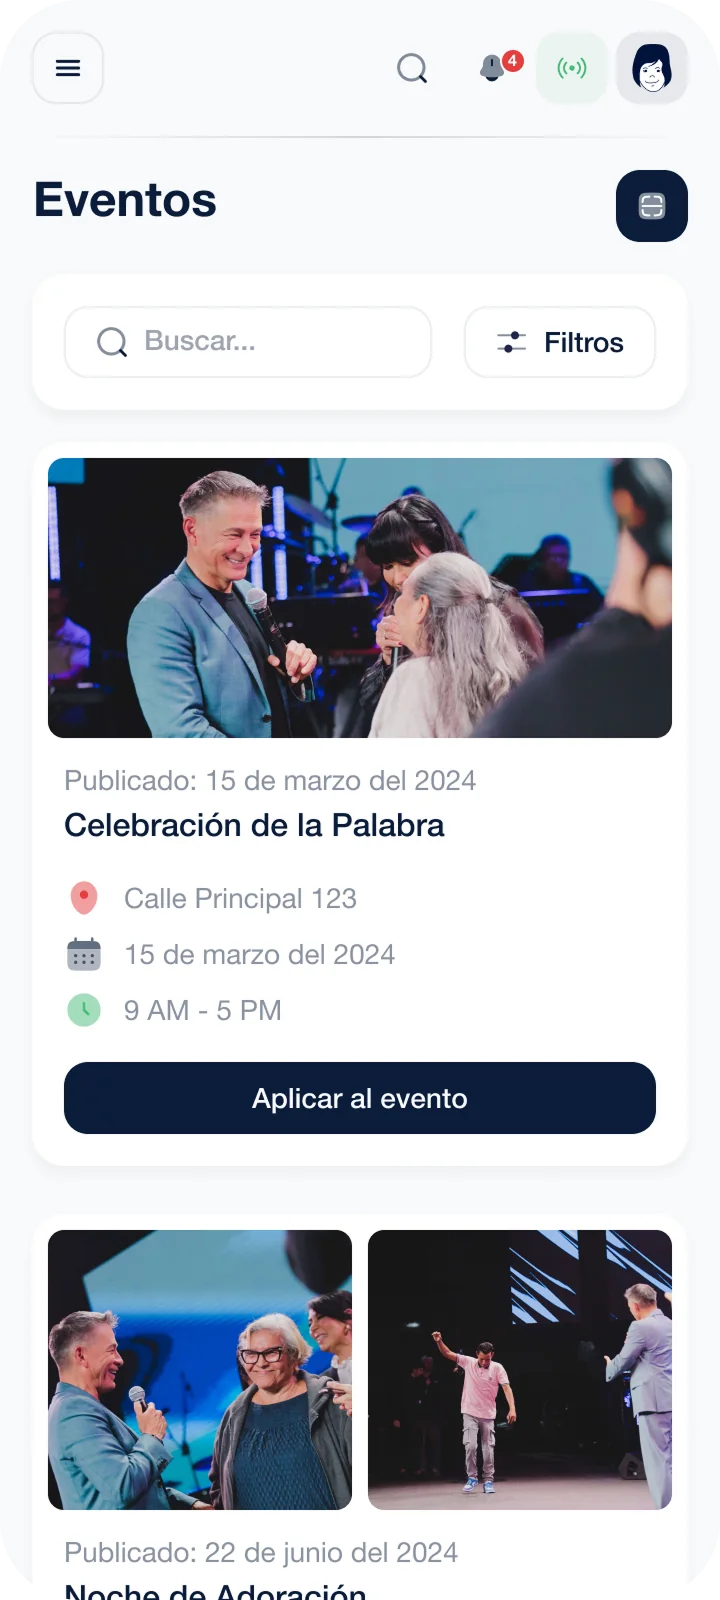 4
Eventos
Buscar...
Filtros
Publicado: 15 de marzo del 2024
Celebración de la Palabra
Calle Principal 123
15 de marzo del 2024
9 AM - 5 PM
Aplicar al evento
Publicado: 22 de junio del 2024
Noche de Adoración